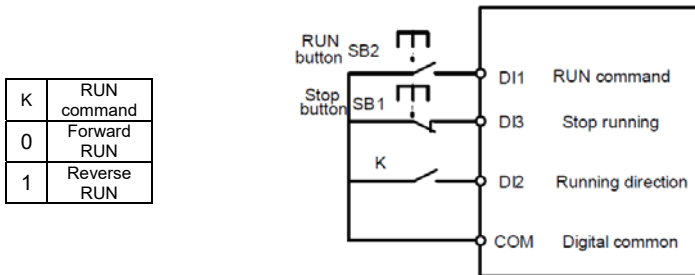 K
RUN
command
0
Forward
RUN
1
Reverse
RUN
RUN
button SB2
DI1 RUN command
Stop
button SB1
DI3 Stop running
K
DI2 Running direction
COM Digital common